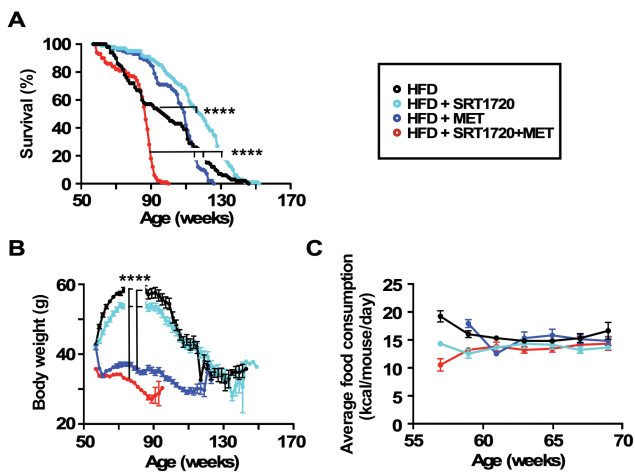 A
Survival (%)
100
80
60
40
20
0
****
****
50
90
130
170
Age (weeks)
HFD
HFD + SRT1720
HFD + MET
HFD + SRT1720+MET
B
Body weight (g)
60
40
20
****
50
90
130
170
Age (weeks)
C
Average food consumption
(kcal/mouse/day)
25
20
15
10
5
0
55
60
65
70
Age (weeks)